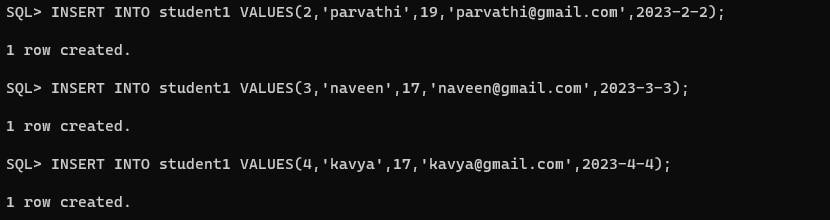 SQL> INSERT INTO student1 VALUES(2,'parvathi',19,'parvathi@gmail.com',2023-2-2);
1 row created.
SQL> INSERT INTO student1 VALUES(3,'naveen',17,'naveen@gmail.com',2023-3-3);
1 row created.
SQL> INSERT INTO student1 VALUES(4,'kavya',17,'kavya@gmail.com',2023-4-4);
1 row created.